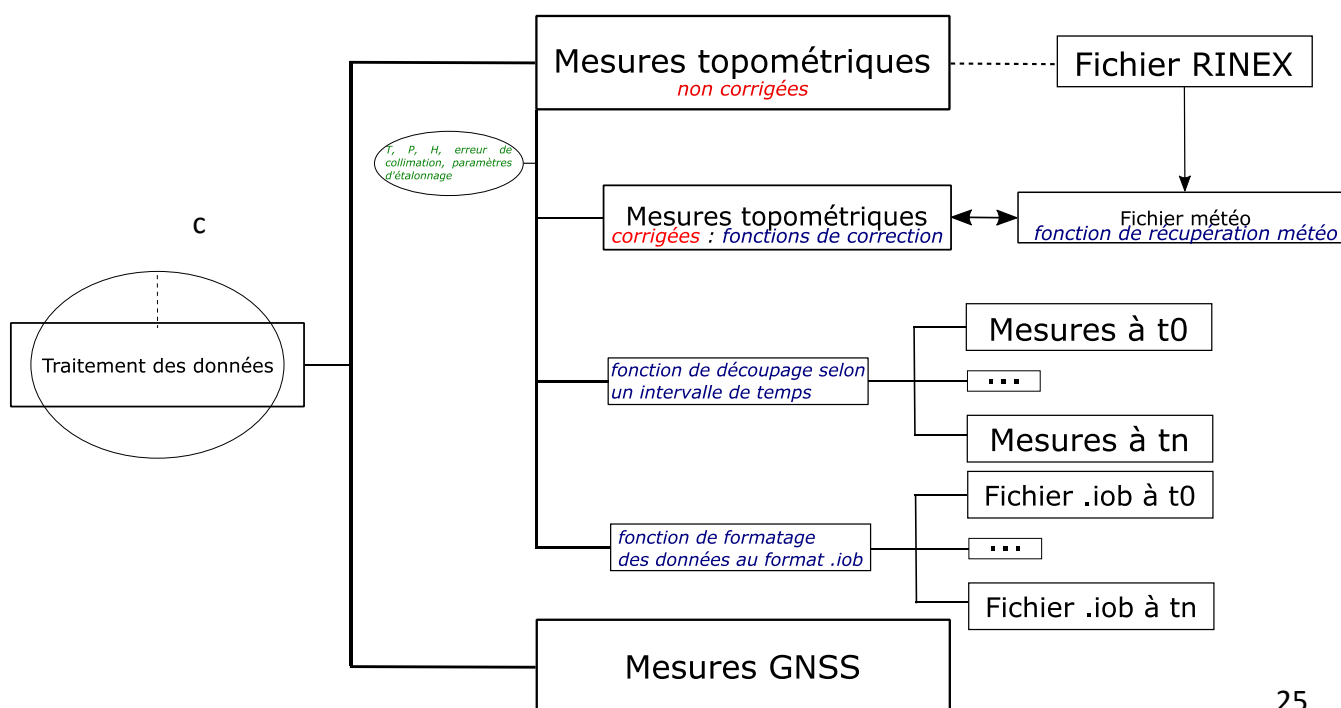 Mesures topométriques
non corrigées
Fichier RINEX
T, P, H, erreur de
collimation, paramètres
d'étalonnage
c
Mesures topométriques
corrigées : fonctions de correction
Fichier météo
fonction de récupération météo
Traitement des données
fonction de découpage selon
un intervalle de temps
Mesures à t0
...
Mesures à tn
fonction de formatage
des données au format .iob
Fichier .iob à t0
...
Fichier .iob à tn
Mesures GNSS
25